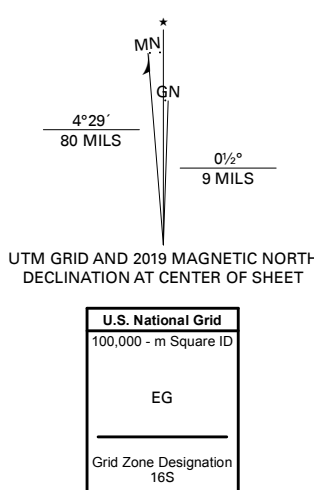 ★
MN
GN
4°29´
80 MILS
0½°
9 MILS
UTM GRID AND 2019 MAGNETIC NORTH
DECLINATION AT CENTER OF SHEET
U.S. National Grid
100,000 - m Square ID
EG
Grid Zone Designation
16S